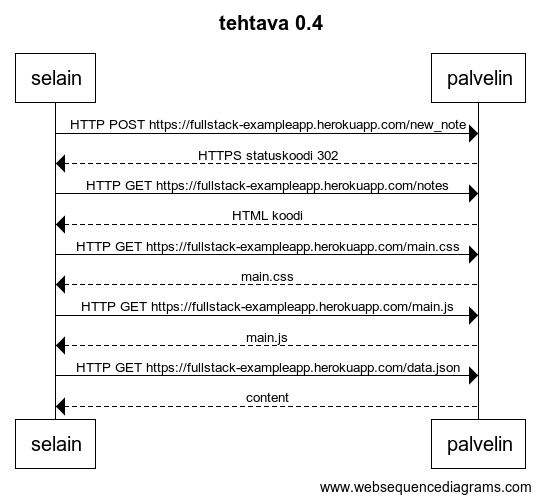 tehtava 0.4
selain
palvelin
HTTP POST https://fullstack-exampleapp.herokuapp.com/new_note
HTTPS statuskoodi 302
HTTP GET https://fullstack-exampleapp.herokuapp.com/notes
HTML koodi
HTTP GET https://fullstack-exampleapp.herokuapp.com/main.css
main.css
HTTP GET https://fullstack-exampleapp.herokuapp.com/main.js
main.js
HTTP GET https://fullstack-exampleapp.herokuapp.com/data.json
content
selain
palvelin
www.websequencediagrams.com